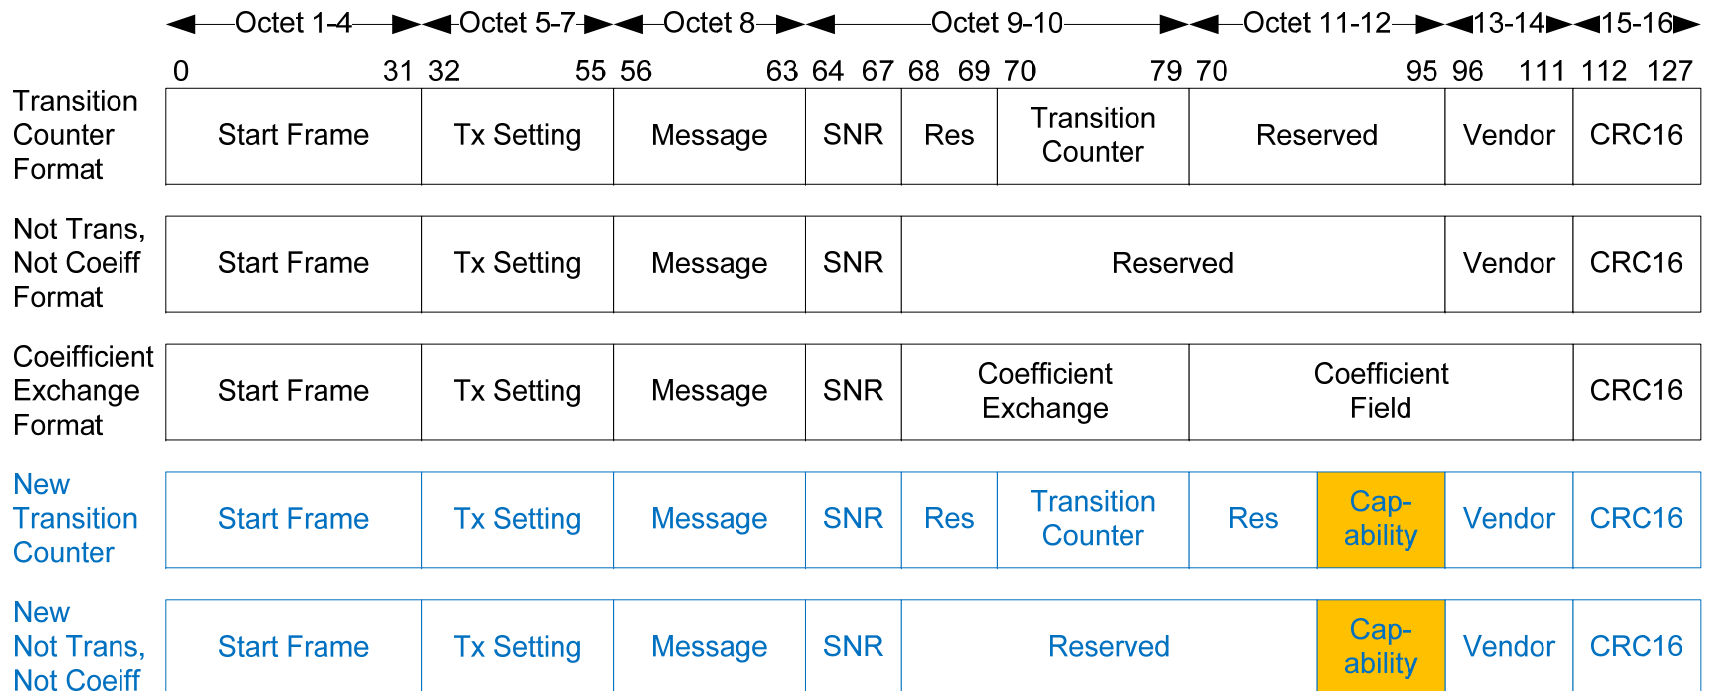 Octet 1-4 Octet 5-7 Octet 8 Octet 9-10 Octet 11-12 13-14 15-16
0 31 32 55 56 63 64 67 68 69 70 79 70 95 96 111 112 127
Transition
Counter
Format
Start Frame Tx Setting Message SNR Res Transition
Counter Reserved Vendor CRC16
Not Trans,
Not Coeiff
Format
Start Frame Tx Setting Message SNR Reserved Vendor CRC16
Coeifficient
Exchange
Format
Start Frame Tx Setting Message SNR Coefficient
Exchange Coefficient
Field CRC16
New
Transition
Counter
Start Frame Tx Setting Message SNR Res Transition
Counter Res Cap-
ability Vendor CRC16
New
Not Trans,
Not Coeiff
Start Frame Tx Setting Message SNR Reserved Cap-
ability Vendor CRC16